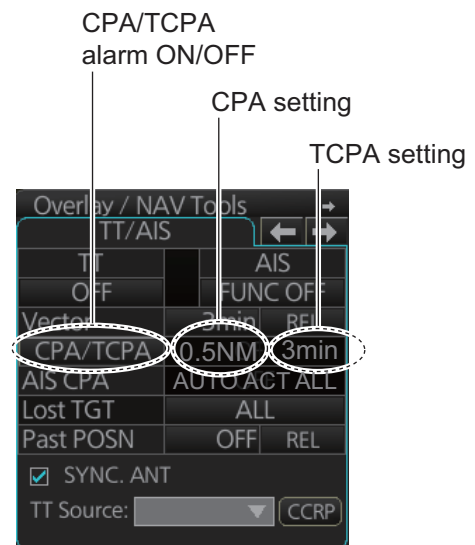 CPA/TCPA
alarm ON/OFF
CPA setting
TCPA setting
Overlay / NAV Tools
TT/AIS
TT AIS
OFF FUNC OFF
Vector 3min REL
CPA/TCPA 0.5NM 3min
AIS CPA AUTO ACT ALL
Lost TGT ALL
Past POSN OFF REL
SYNC. ANT
TT Source: CCRP